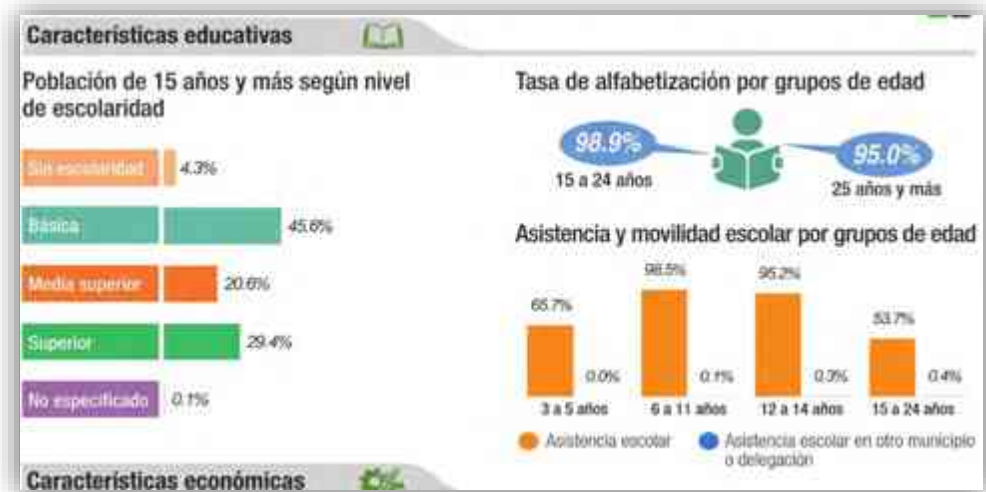 Características educativas
Población de 15 años y más según nivel
de escolaridad
Sin escolaridad 4.3%
Básica 45.6%
Media superior 20.6%
Superior 29.4%
No especificado 0.1%
Tasa de alfabetización por grupos de edad
98.9%
15 a 24 años
95.0%
25 años y más
Asistencia y movilidad escolar por grupos de edad
65.7% 98.5% 95.2% 53.7%
0.0% 0.1% 0.3% 0.4%
3 a 5 años 6 a 11 años 12 a 14 años 15 a 24 años
Asistencia escolar Asistencia escolar en otro municipio
o delegación
Características económicas